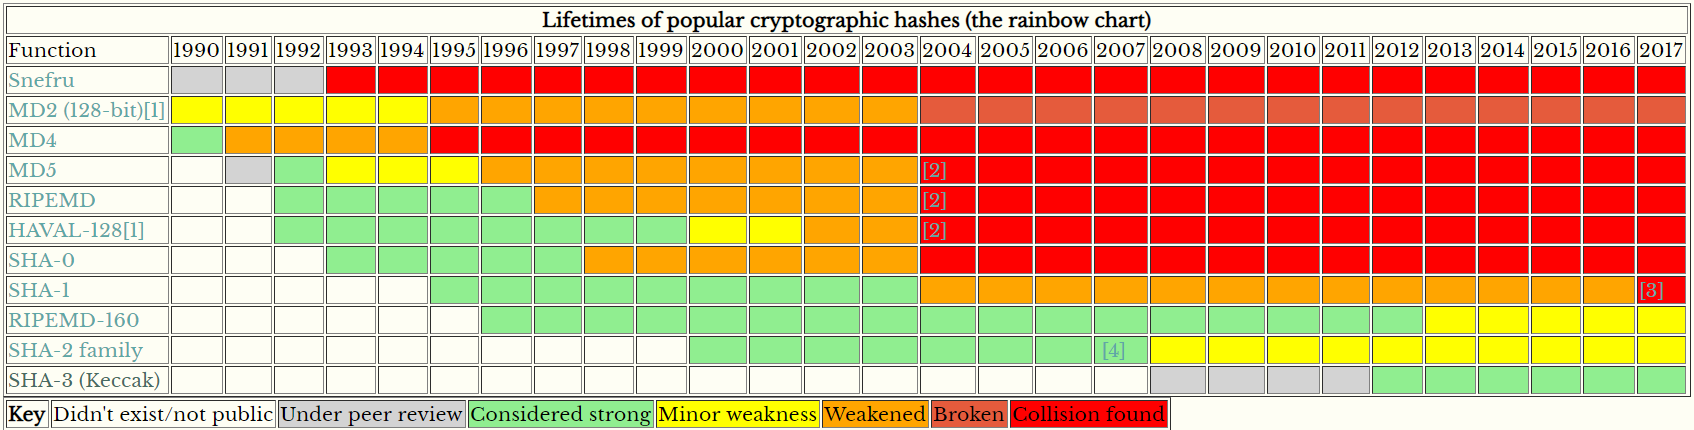 Lifetimes of popular cryptographic hashes (the rainbow chart)
Function 1990 1991 1992 1993 1994 1995 1996 1997 1998 1999 2000 2001 2002 2003 2004 2005 2006 2007 2008 2009 2010 2011 2012 2013 2014 2015 2016 2017
Snefru
MD2 (128-bit)[1]
MD4
MD5 [2]
RIPEMD [2]
HAVAL-128[1] [2]
SHA-0
SHA-1 [3]
RIPEMD-160
SHA-2 family [4]
SHA-3 (Keccak)
Key Didn't exist/not public Under peer review Considered strong Minor weakness Weakened Broken Collision found